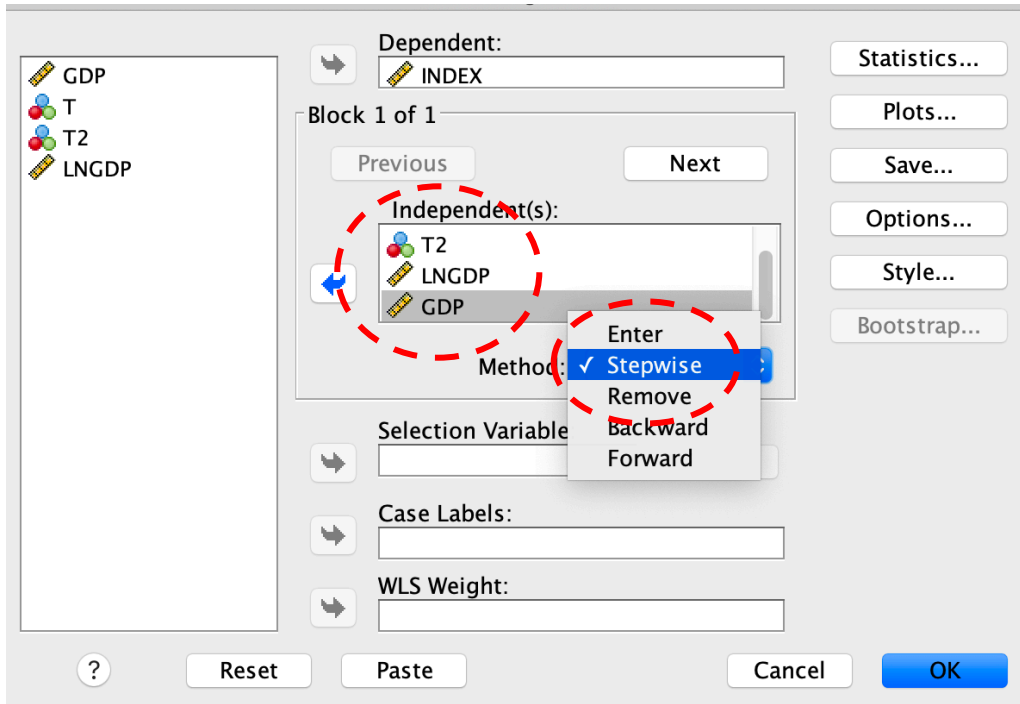 GDP
T
T2
LNGDP
Dependent:
INDEX
Block 1 of 1
Previous
Next
Independent(s):
T2
LNGDP
GDP
Method:
Enter
✓ Stepwise
Remove
Backward
Forward
Selection Variable
Case Labels:
WLS Weight:
Statistics...
Plots...
Save...
Options...
Style...
Bootstrap...
?
Reset
Paste
Cancel
OK